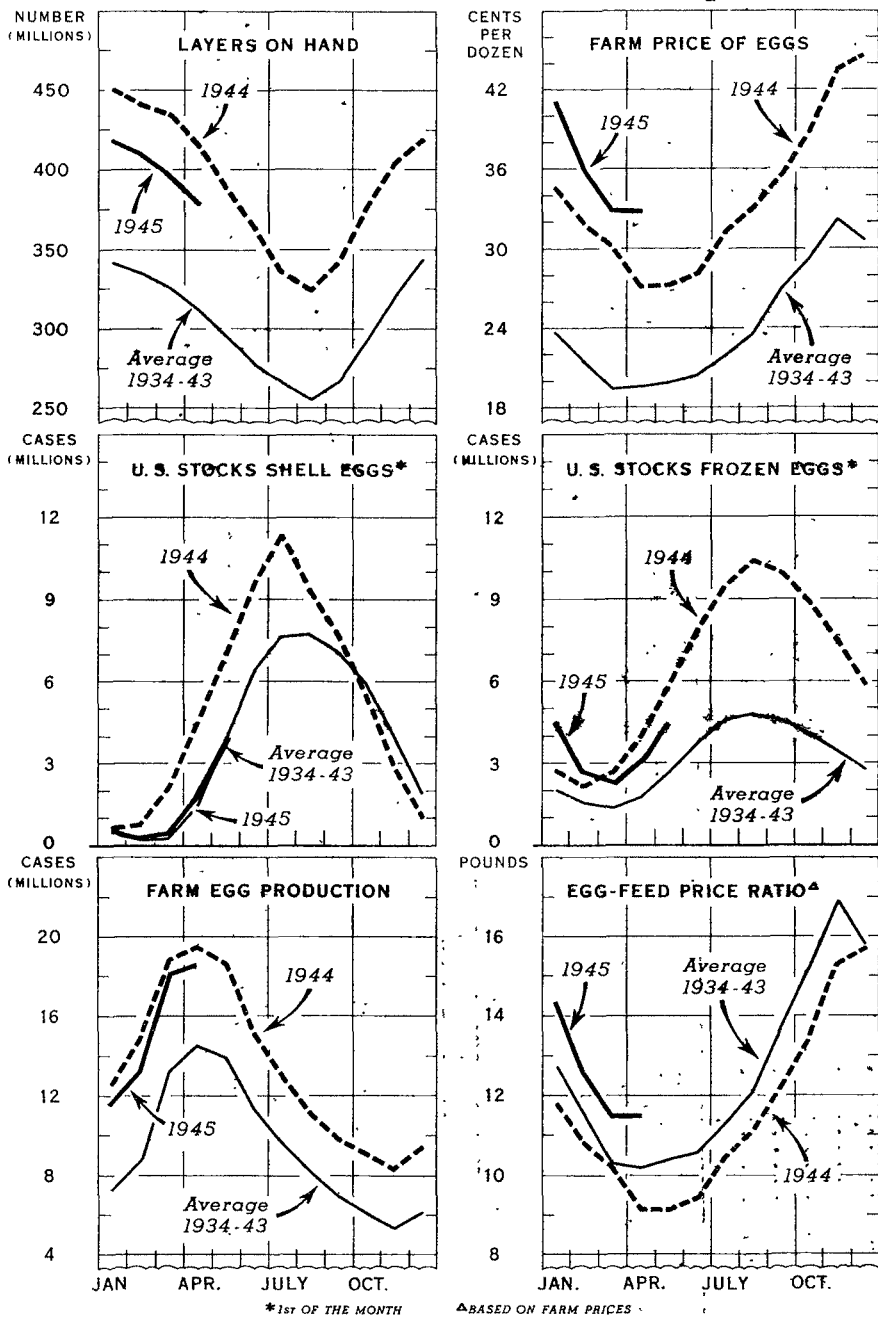 NUMBER
(MILLIONS)
LAYERS ON HAND
450
400
350
300
250
1944
1945
Average
1934-43
CENTS
PER
DOZEN
FARM PRICE OF EGGS
42
36
30
24
18
1944
1945
Average
1934-43
CASES
(MILLIONS)
U.S. STOCKS SHELL EGGS*
12
9
6
3
0
1944
Average
1934-43
1945
CASES
(MILLIONS)
U.S. STOCKS FROZEN EGGS*
12
9
6
3
0
1944
1945
Average
1934-43
CASES
(MILLIONS)
FARM EGG PRODUCTION
20
16
12
8
4
1944
1945
Average
1934-43
JAN
APR.
JULY
OCT.
POUNDS
EGG-FEED PRICE RATIO∆
16
14
12
10
8
1945
Average
1934-43
1944
JAN.
APR.
JULY
OCT.
*1ST OF THE MONTH
∆BASED ON FARM PRICES